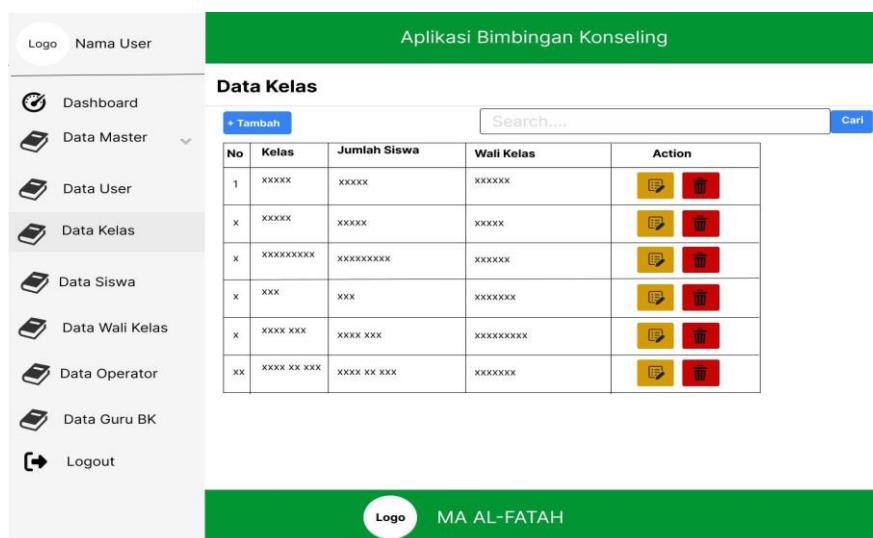 Logo Nama User
Dashboard
Data Master
Data User
Data Kelas
Data Siswa
Data Wali Kelas
Data Operator
Data Guru BK
Logout
Aplikasi Bimbingan Konseling
Data Kelas
+ Tambah Search.... Cari
No Kelas Jumlah Siswa Wali Kelas Action
1 xxxxx xxxxx xxxxxx
x xxxxx xxxxx xxxxx
x xxxxxxxxx xxxxxxxxx xxxxxx
x xxx xxx xxxxxxx
x xxxx xxx xxxx xxx xxxxxxxxx
xx xxxx xx xxx xxxx xx xxx xxxxxxx
Logo MA AL-FATAH